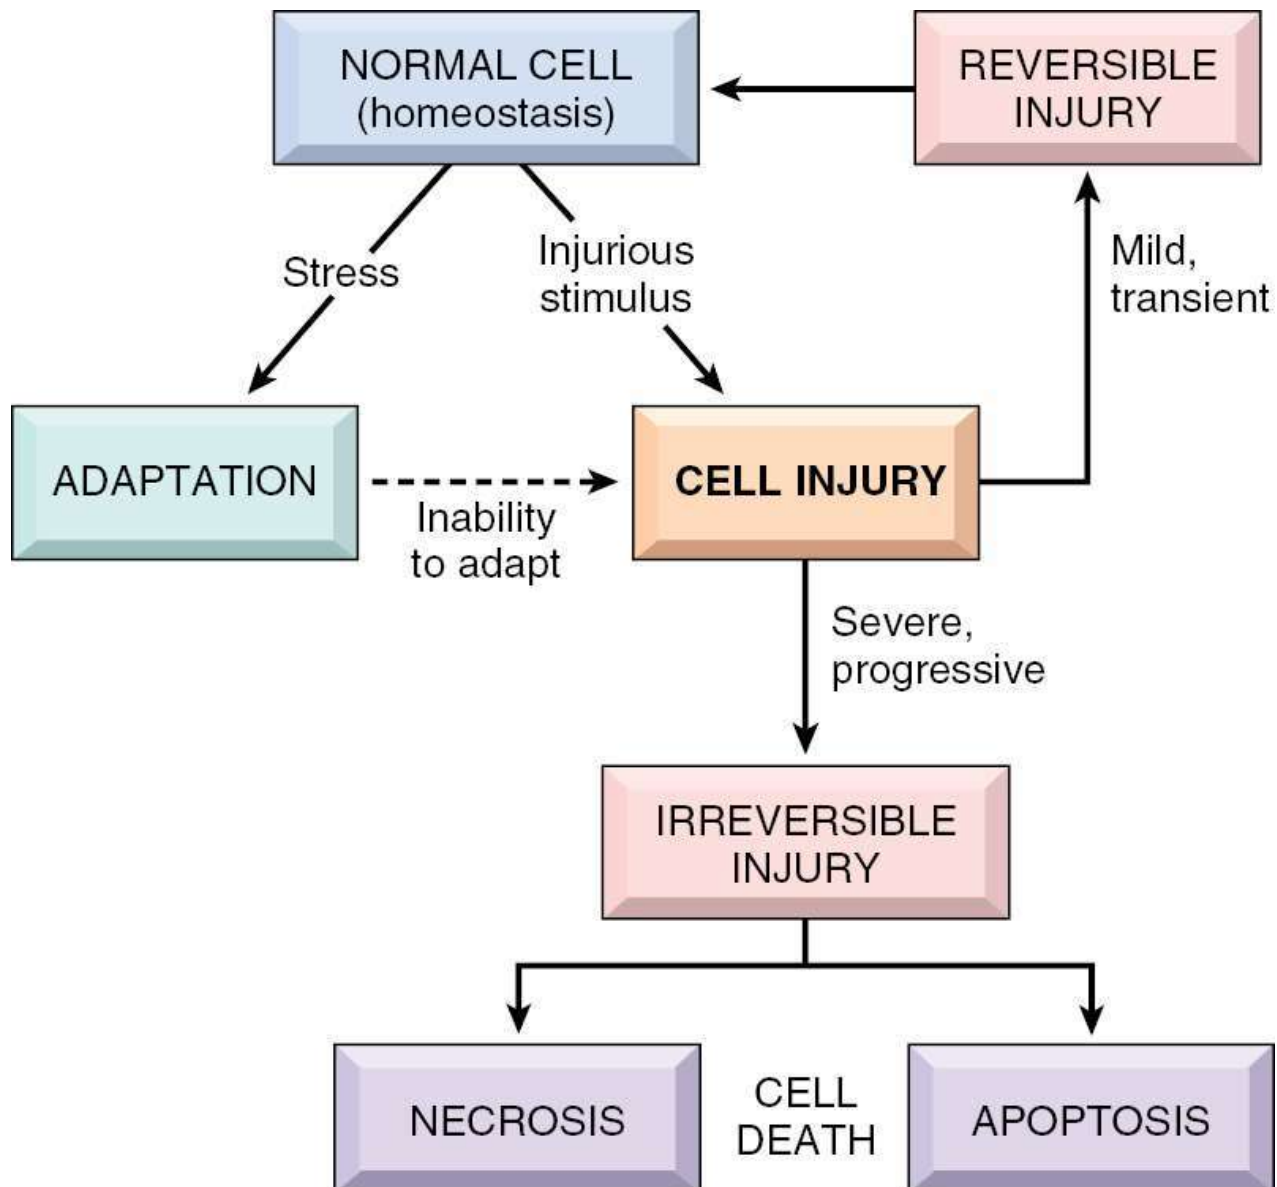 NORMAL CELL
(homeostasis)
REVERSIBLE
INJURY
Stress
Injurious
stimulus
Mild,
transient
ADAPTATION
Inability
to adapt
CELL INJURY
Severe,
progressive
IRREVERSIBLE
INJURY
NECROSIS
CELL
DEATH
APOPTOSIS